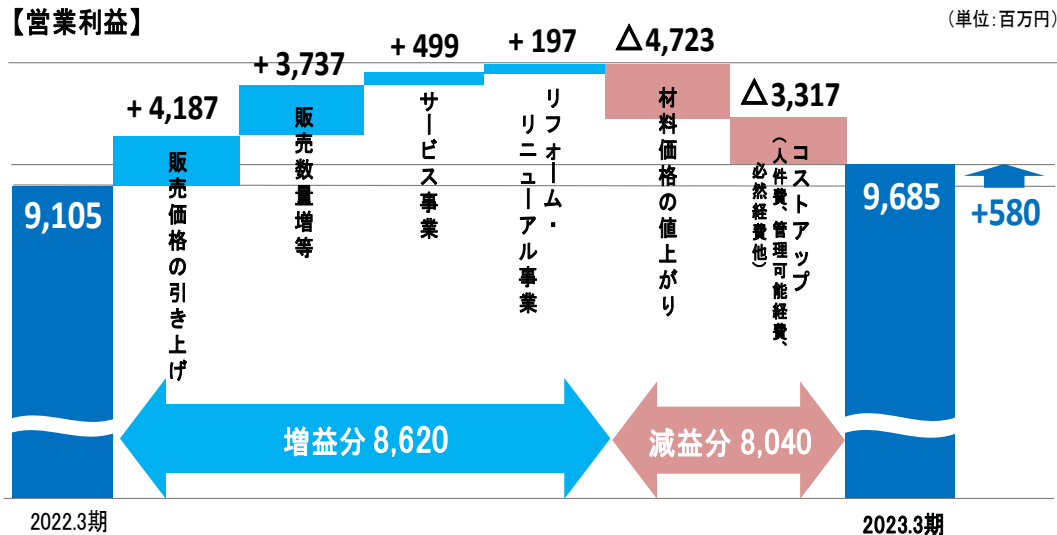 【営業利益】
(単位:百万円)
9,105
+ 4,187
販売価格の引き上げ
+ 3,737
販売数量増等
+ 499
サービス事業
+ 197
リフォーム・
リニューアル事業
△4,723
材料価格の値上がり
△3,317
コストアップ
(人件費、管理可能経費、
必然経費他)
9,685
+580
増益分 8,620
減益分 8,040
2022.3期
2023.3期